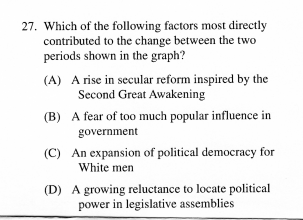 27. Which of the following factors most directly
contributed to the change between the two
periods shown in the graph?
(A) A rise in secular reform inspired by the
Second Great Awakening
(B) A fear of too much popular influence in
government
(C) An expansion of political democracy for
White men
(D) A growing reluctance to locate political
power in legislative assemblies